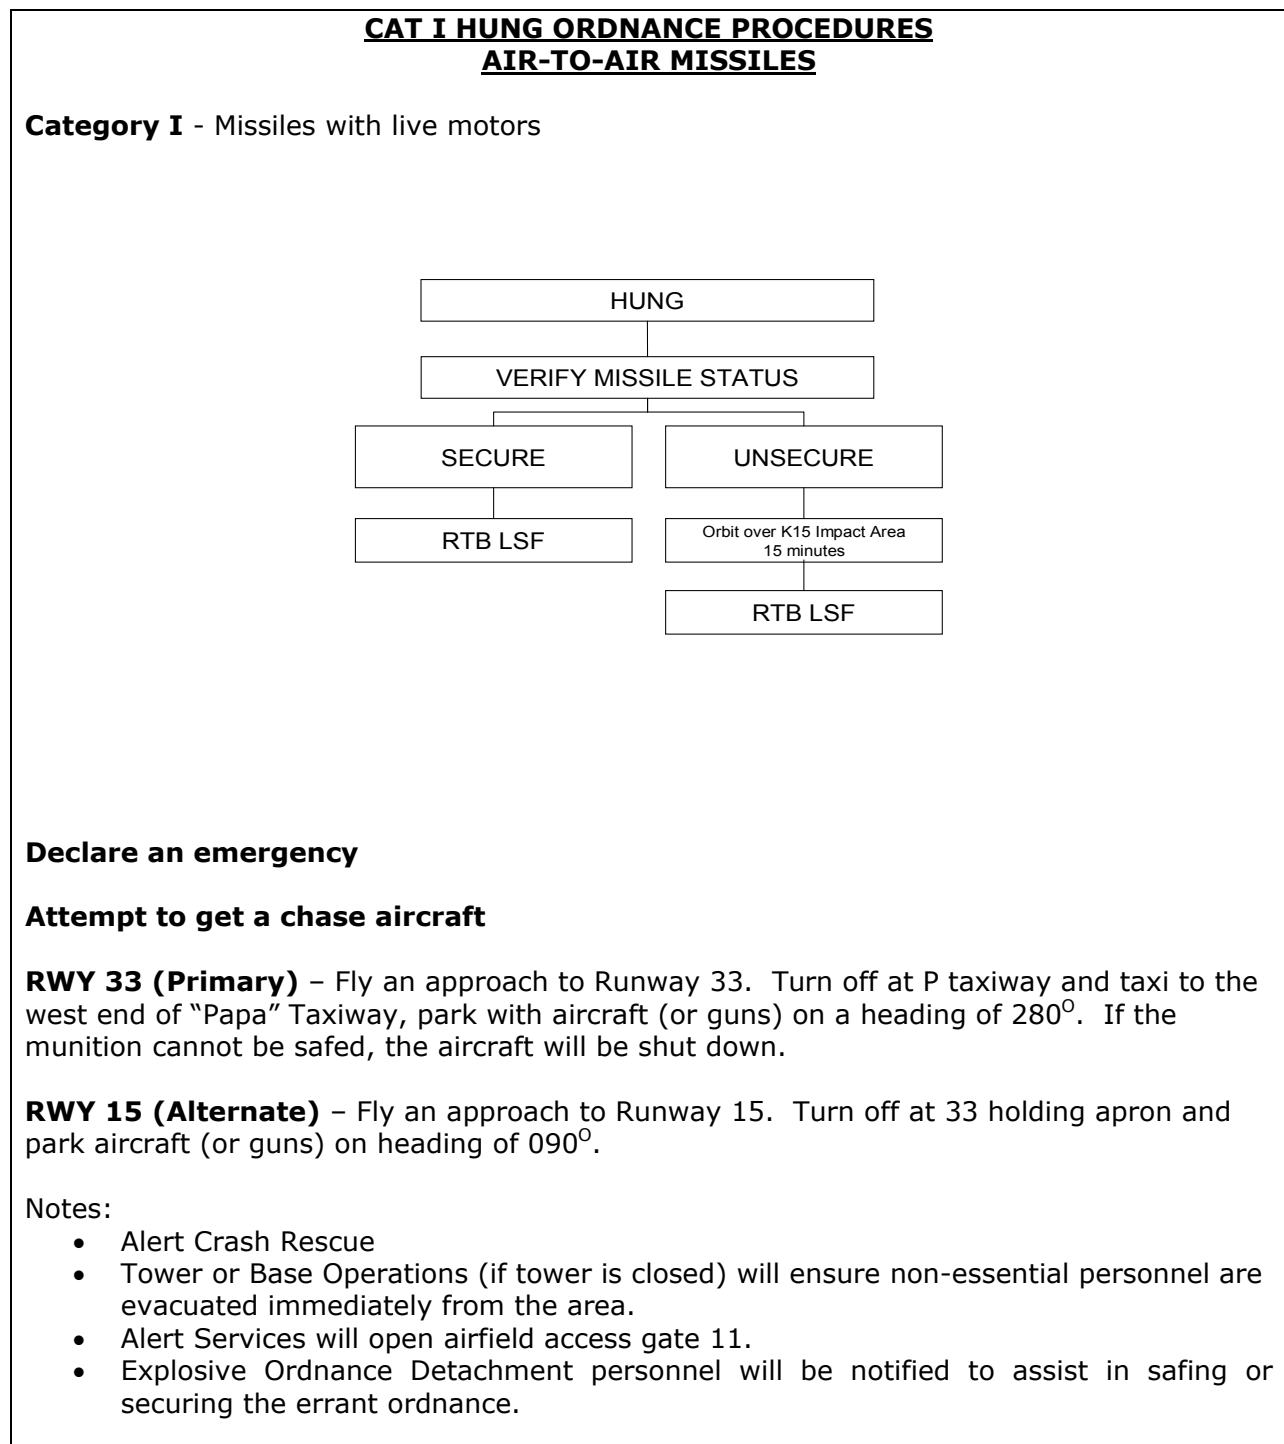 CAT I HUNG ORDNANCE PROCEDURES
AIR-TO-AIR MISSILES
Category I - Missiles with live motors
HUNG
VERIFY MISSILE STATUS
SECURE
UNSECURE
RTB LSF
Orbit over K15 Impact Area
15 minutes
RTB LSF
Declare an emergency
Attempt to get a chase aircraft
RWY 33 (Primary) – Fly an approach to Runway 33. Turn off at P taxiway and taxi to the
west end of “Papa” Taxiway, park with aircraft (or guns) on a heading of 280⁰. If the
munition cannot be safed, the aircraft will be shut down.
RWY 15 (Alternate) – Fly an approach to Runway 15. Turn off at 33 holding apron and
park aircraft (or guns) on heading of 090⁰.
Notes:
• Alert Crash Rescue
• Tower or Base Operations (if tower is closed) will ensure non-essential personnel are
evacuated immediately from the area.
• Alert Services will open airfield access gate 11.
• Explosive Ordnance Detachment personnel will be notified to assist in safing or
securing the errant ordnance.